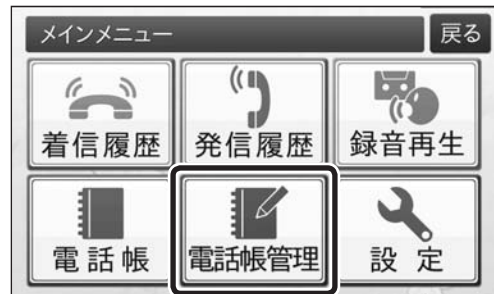 メインメニュー
戻る
着信履歴
発信履歴
録音再生
電話帳
電話帳管理
設定